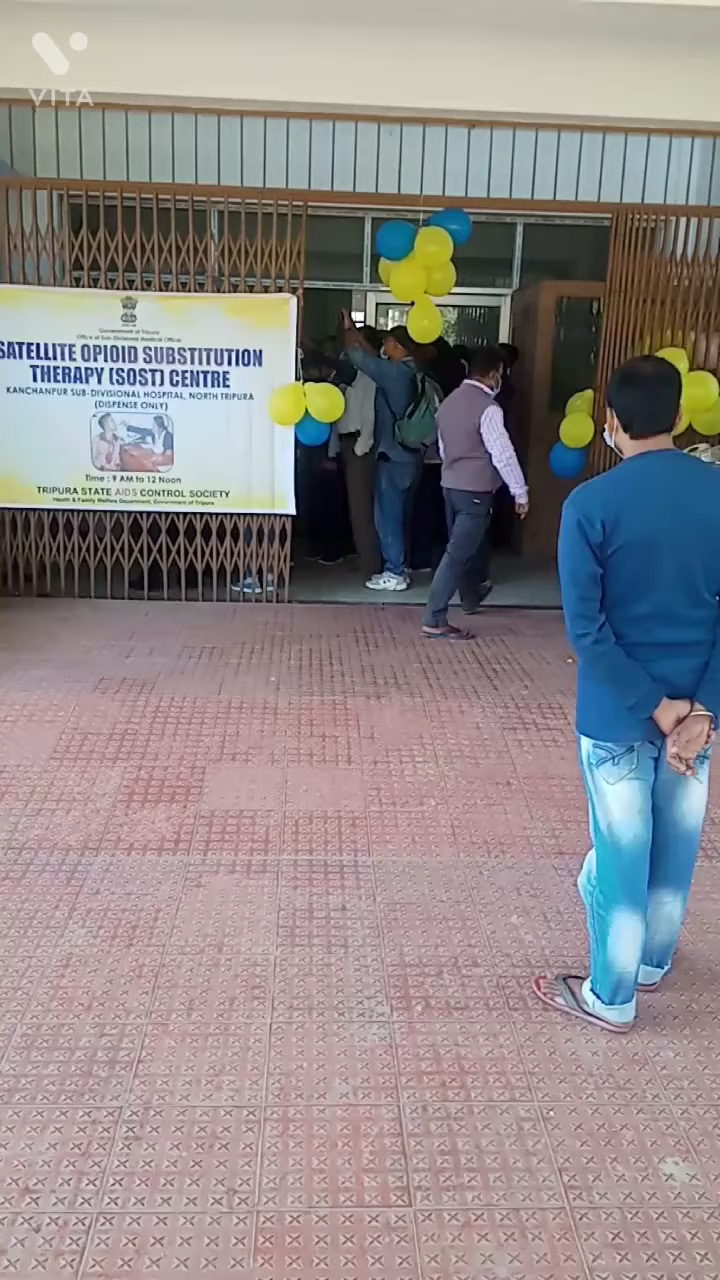 VITA
Government of Tripura
Office of Sub-Divisional Medical Officer
SATELLITE OPIOID SUBSTITUTION
THERAPY (SOST) CENTRE
KANCHANPUR SUB-DIVISIONAL HOSPITAL, NORTH TRIPURA
(DISPENSE ONLY)
Time : 9 AM to 12 Noon
TRIPURA STATE AIDS CONTROL SOCIETY
Health & Family Welfare Department, Government of Tripura